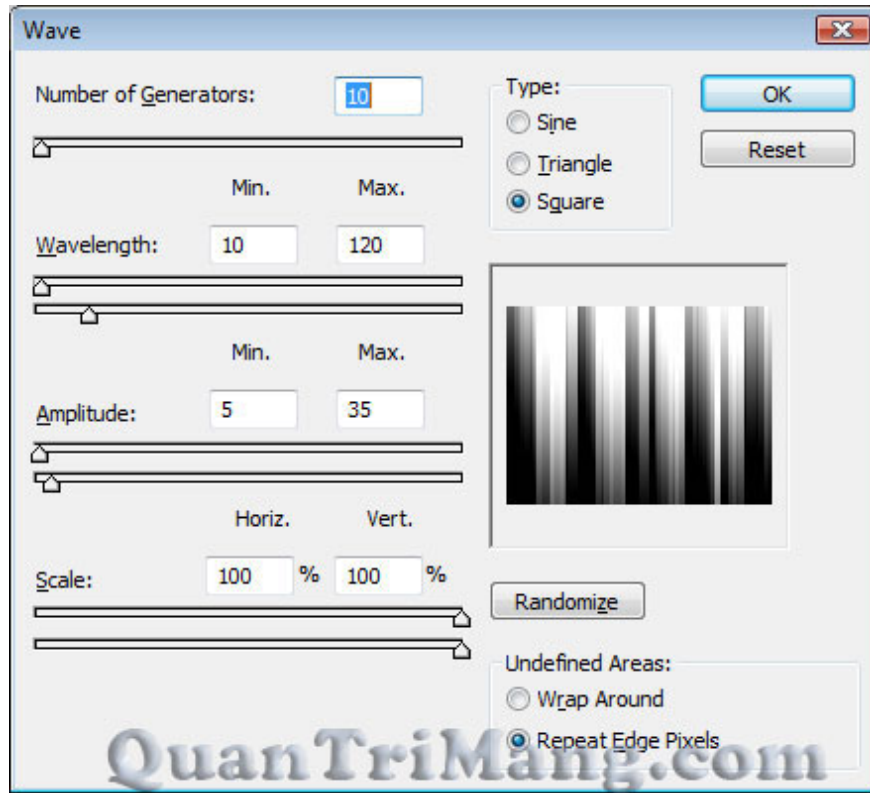 Wave
Number of Generators: 10
Min. Max.
Wavelength: 10 120
Min. Max.
Amplitude: 5 35
Horiz. Vert.
Scale: 100 % 100 %
Type:
Sine
Triangle
Square
OK
Reset
Randomize
Undefined Areas:
Wrap Around
Repeat Edge Pixels
QuanTriMang.com